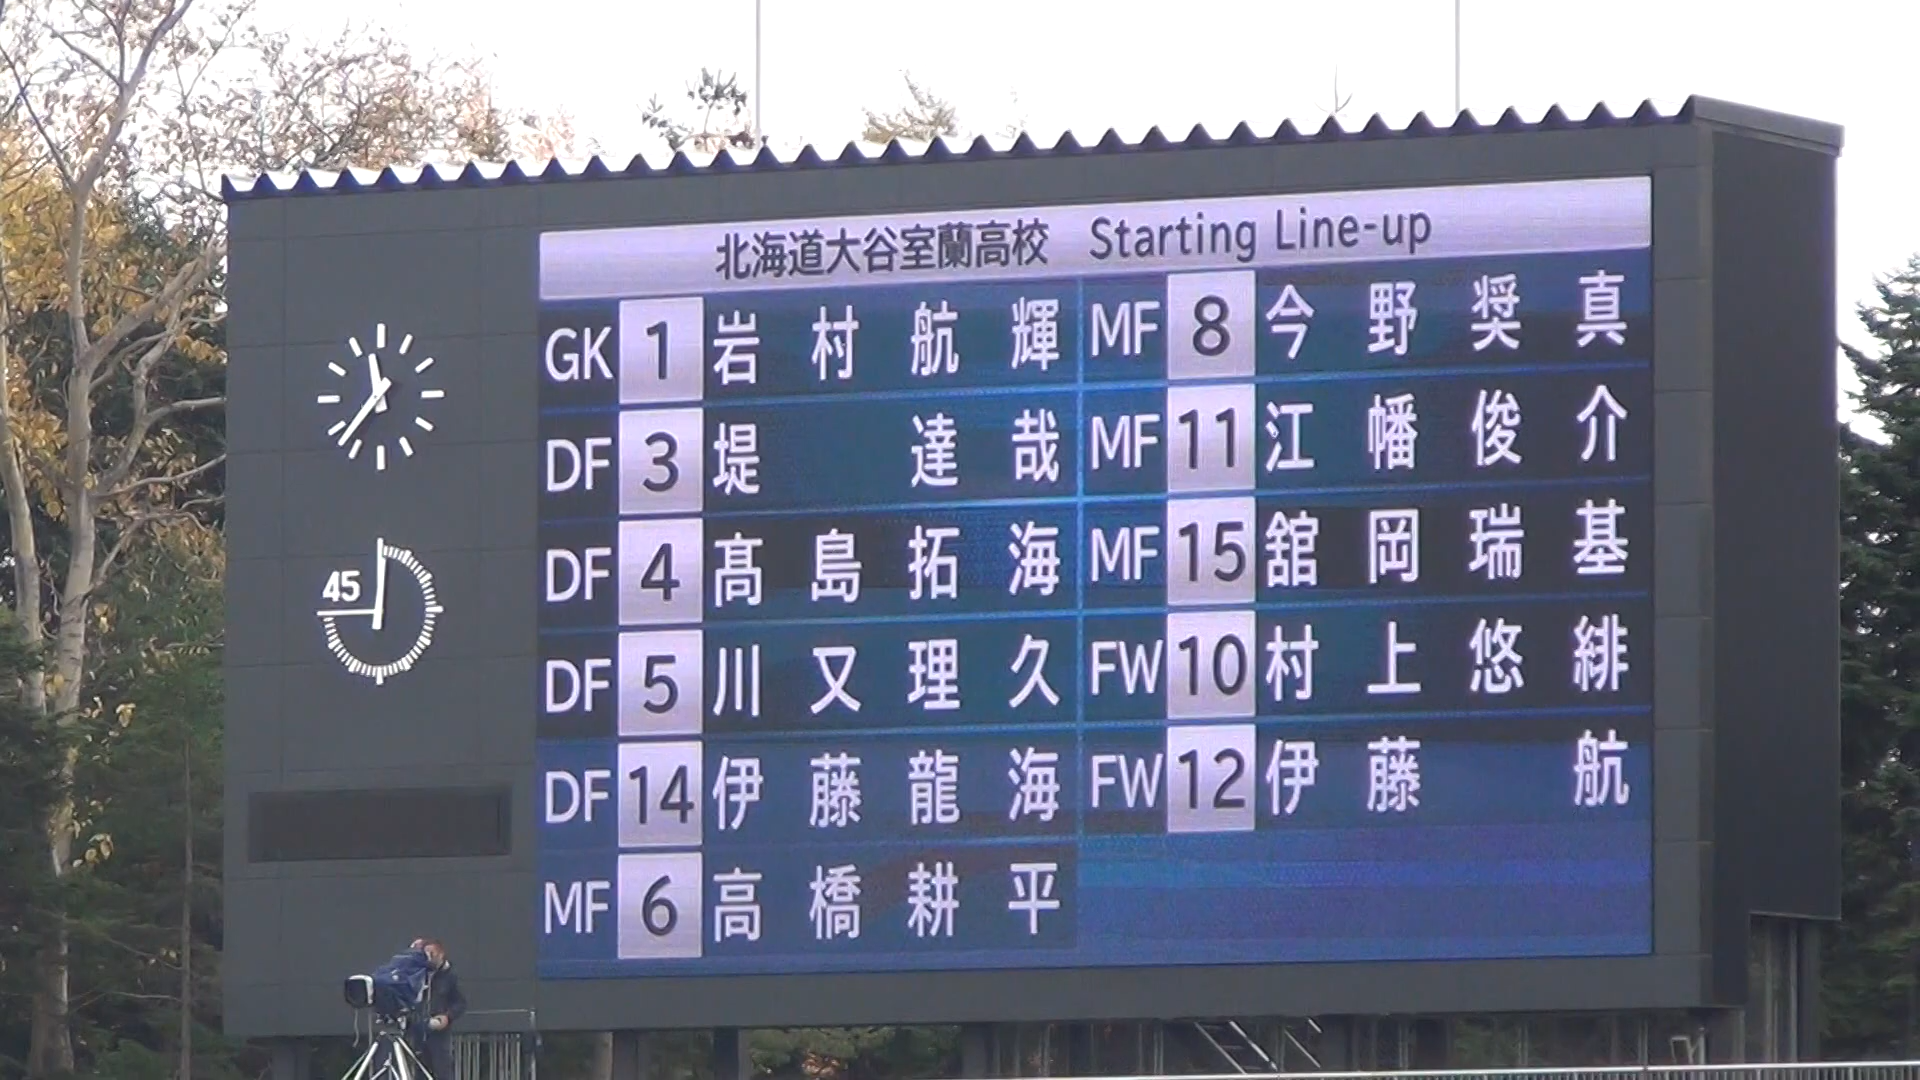 北海道大谷室蘭高校 Starting Line-up
GK 1 岩村航輝
DF 3 堤 達哉
DF 4 髙島拓海
DF 5 川又理久
DF 14 伊藤龍海
MF 6 高橋耕平
MF 8 今野奨真
MF 11 江幡俊介
MF 15 舘岡瑞基
FW 10 村上悠緋
FW 12 伊藤 航
45